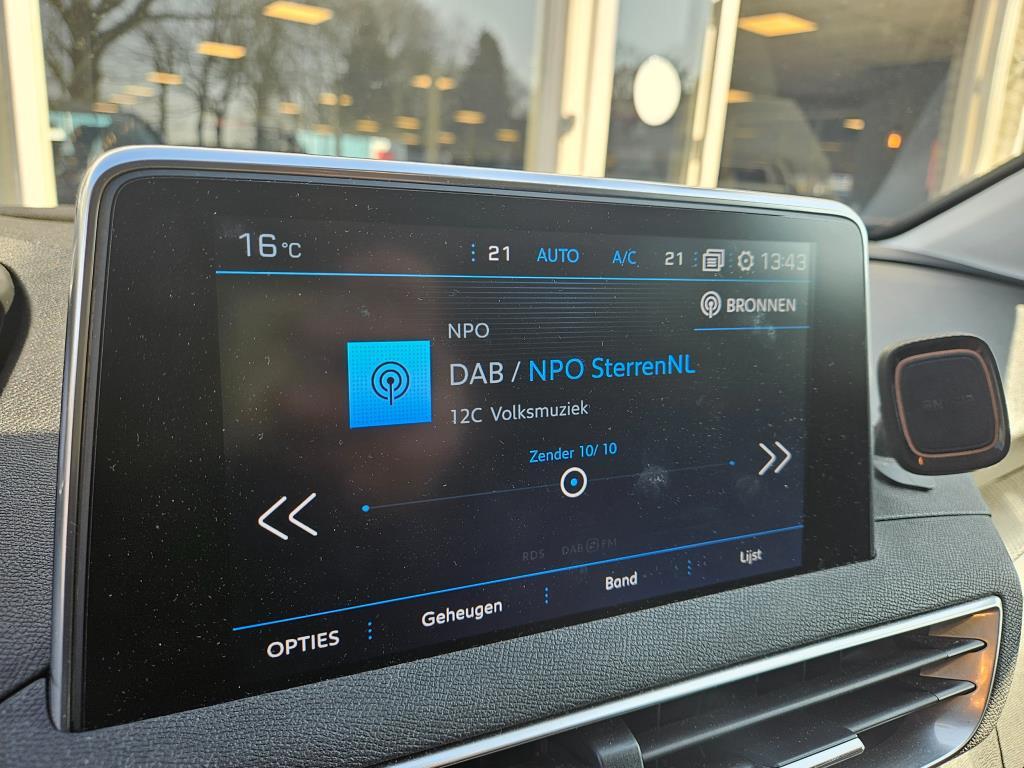 16 °C 21 AUTO A/C 21 13:43
BRONNEN
NPO
DAB / NPO SterrenNL
12C Volksmuziek
Zender 10/ 10
RDS DAB FM
OPTIES Geheugen Band Lijst